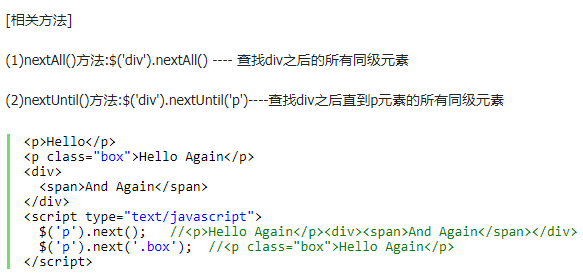 [相关方法]
(1)nextAll()方法:$('div').nextAll() ---- 查找div之后的所有同级元素
(2)nextUntil()方法:$('div').nextUntil('p')----查找div之后直到p元素的所有同级元素
<p>Hello</p>
<p class="box">Hello Again</p>
<div>
  <span>And Again</span>
</div>
<script type="text/javascript">
  $('p').next();   //<p>Hello Again</p><div><span>And Again</span></div>
  $('p').next('.box');  //<p class="box">Hello Again</p>
</script>